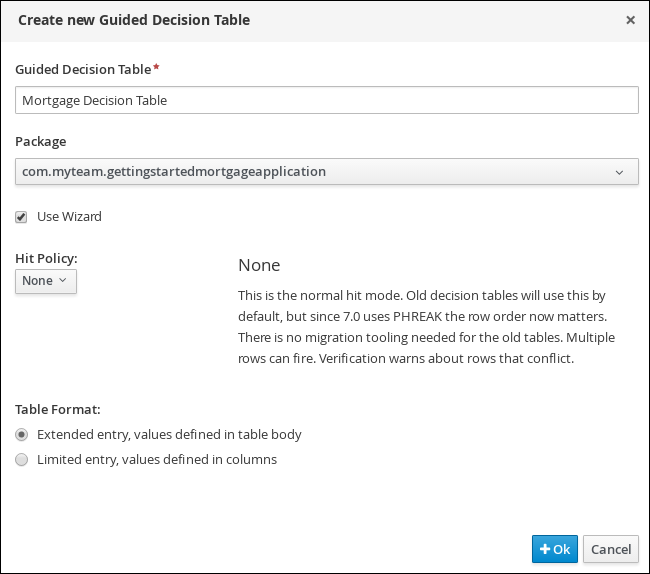 Create new Guided Decision Table
Guided Decision Table*
Mortgage Decision Table
Package
com.myteam.gettingstartedmortgageapplication
Use Wizard
Hit Policy:
None
None
This is the normal hit mode. Old decision tables will use this by
default, but since 7.0 uses PHREAK the row order now matters.
There is no migration tooling needed for the old tables. Multiple
rows can fire. Verification warns about rows that conflict.
Table Format:
Extended entry, values defined in table body
Limited entry, values defined in columns
+ Ok
Cancel